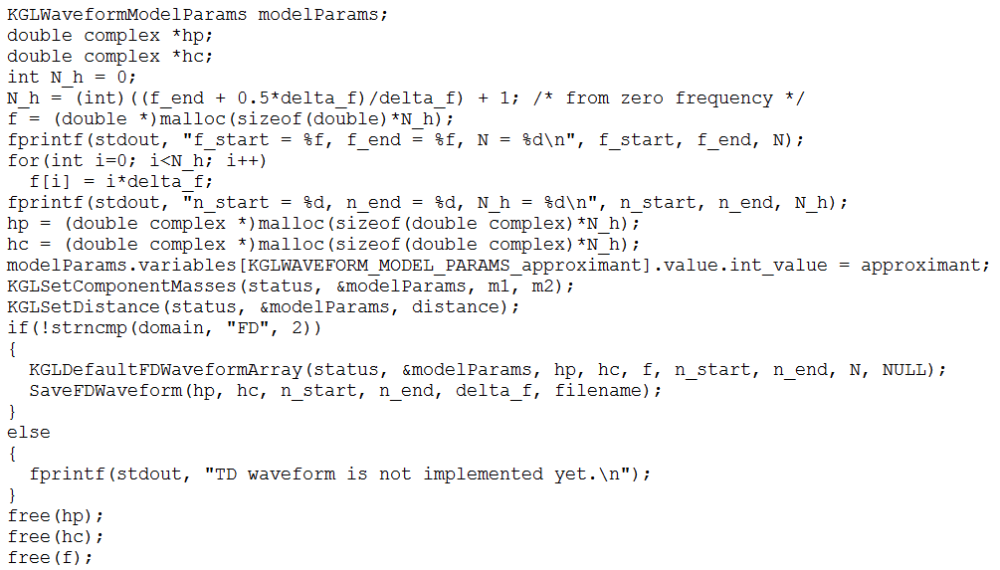 KGLWaveformModelParams modelParams;
double complex *hp;
double complex *hc;
int N_h = 0;
N_h = (int)((f_end + 0.5*delta_f)/delta_f) + 1; /* from zero frequency */
f = (double *)malloc(sizeof(double)*N_h);
fprintf(stdout, "f_start = %f, f_end = %f, N = %d\n", f_start, f_end, N);
for(int i=0; i<N_h; i++)
  f[i] = i*delta_f;
fprintf(stdout, "n_start = %d, n_end = %d, N_h = %d\n", n_start, n_end, N_h);
hp = (double complex *)malloc(sizeof(double complex)*N_h);
hc = (double complex *)malloc(sizeof(double complex)*N_h);
modelParams.variables[KGLWAVEFORM_MODEL_PARAMS_approximant].value.int_value = approximant;
KGLSetComponentMasses(status, &modelParams, m1, m2);
KGLSetDistance(status, &modelParams, distance);
if(!strncmp(domain, "FD", 2))
{
  KGLDefaultFDWaveformArray(status, &modelParams, hp, hc, f, n_start, n_end, N, NULL);
  SaveFDWaveform(hp, hc, n_start, n_end, delta_f, filename);
}
else
{
  fprintf(stdout, "TD waveform is not implemented yet.\n");
}
free(hp);
free(hc);
free(f);